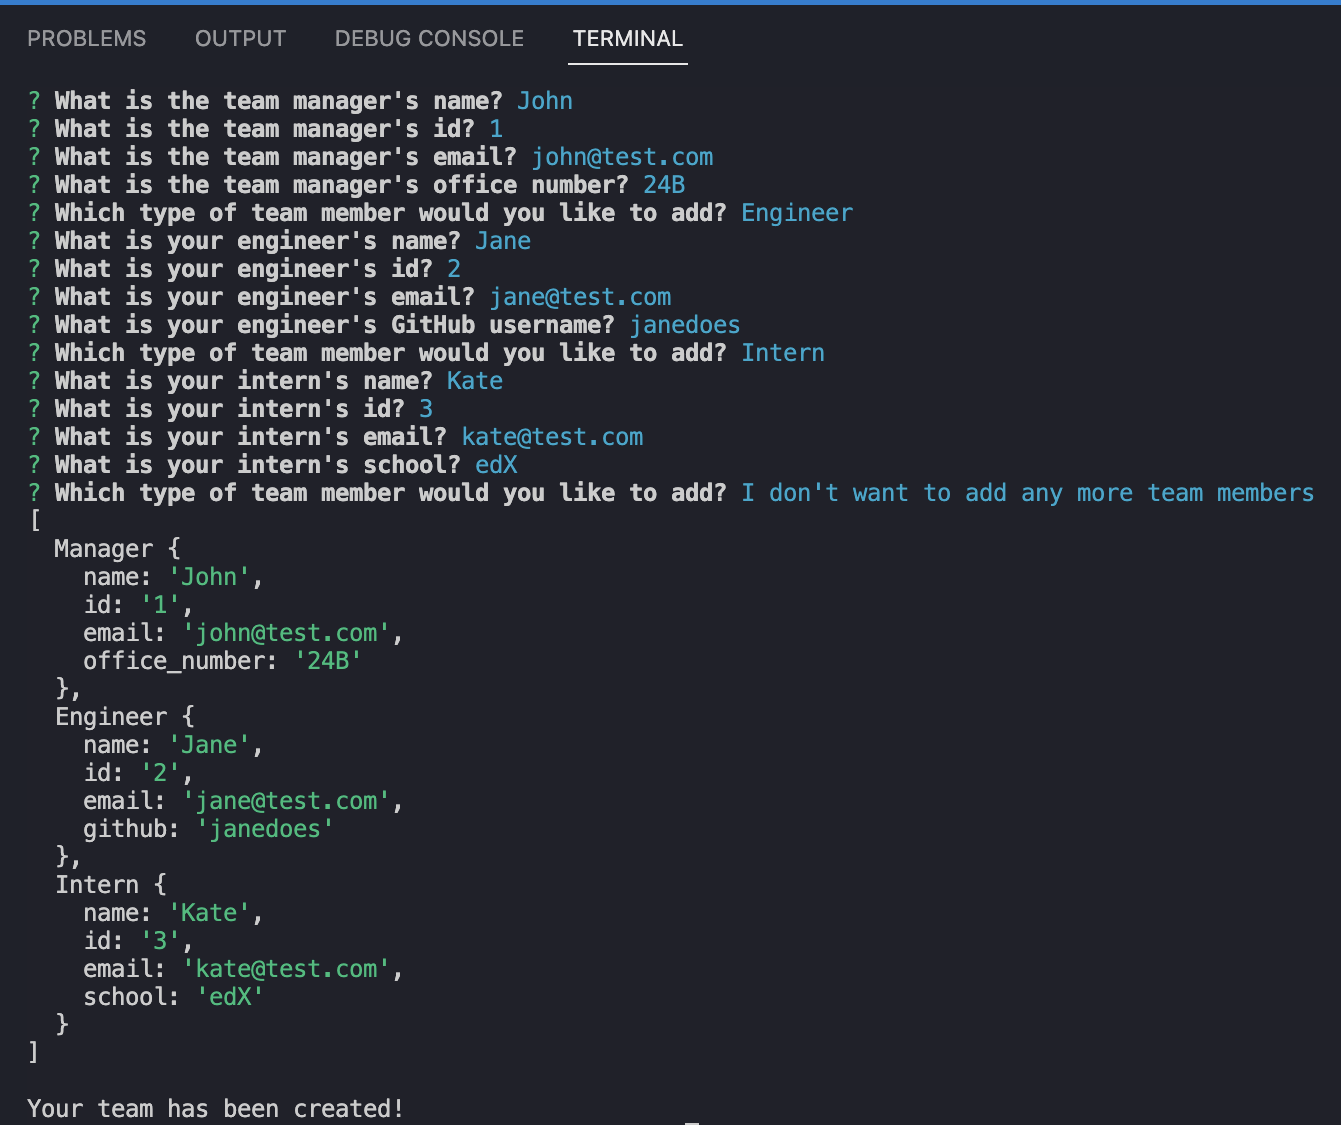 PROBLEMS OUTPUT DEBUG CONSOLE TERMINAL
? What is the team manager's name? John
? What is the team manager's id? 1
? What is the team manager's email? john@test.com
? What is the team manager's office number? 24B
? Which type of team member would you like to add? Engineer
? What is your engineer's name? Jane
? What is your engineer's id? 2
? What is your engineer's email? jane@test.com
? What is your engineer's GitHub username? janedoes
? Which type of team member would you like to add? Intern
? What is your intern's name? Kate
? What is your intern's id? 3
? What is your intern's email? kate@test.com
? What is your intern's school? edX
? Which type of team member would you like to add? I don't want to add any more team members
[
  Manager {
    name: 'John',
    id: '1',
    email: 'john@test.com',
    office_number: '24B'
  },
  Engineer {
    name: 'Jane',
    id: '2',
    email: 'jane@test.com',
    github: 'janedoes'
  },
  Intern {
    name: 'Kate',
    id: '3',
    email: 'kate@test.com',
    school: 'edX'
  }
]
Your team has been created!